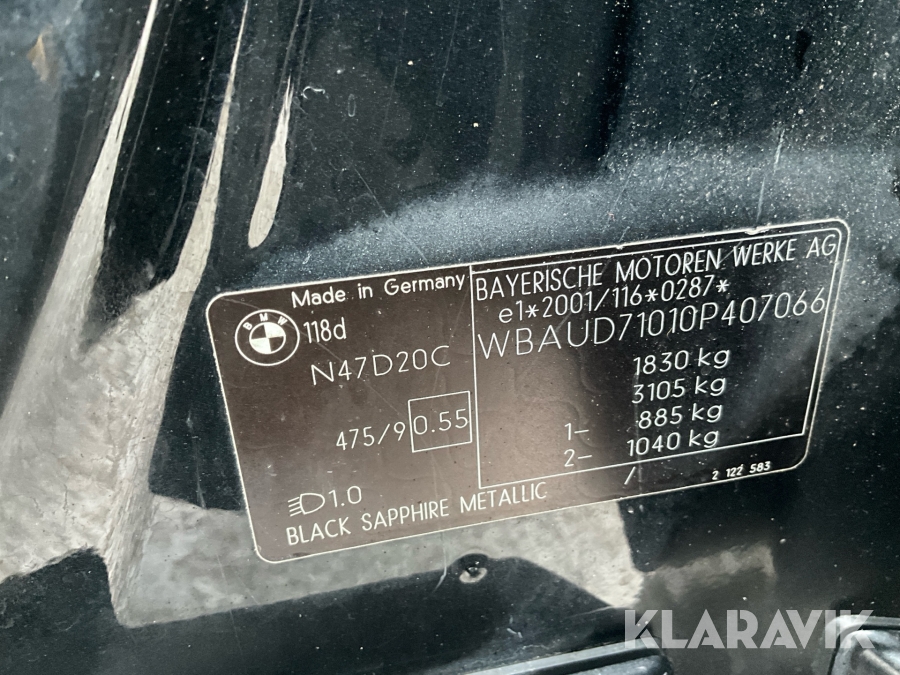 Made in Germany
BMW
118d
N47D20C
475/9 0.55
1.0
BLACK SAPPHIRE METALLIC
BAYERISCHE MOTOREN WERKE AG
e1*2001/116*0287*
WBAUD71010P407066
1830 kg
3105 kg
1- 885 kg
2- 1040 kg
/
2 122 583
KLARAVIK